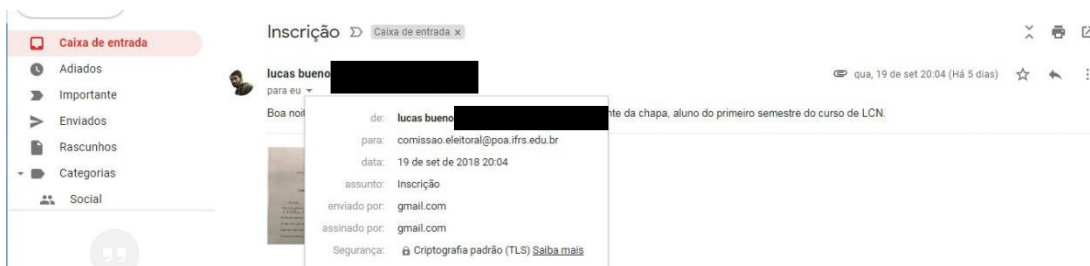 Inscrição Caixa de entrada x
Caixa de entrada
Adiados
Importante
Enviados
Rascunhos
Categorias
Social
lucas bueno
qua, 19 de set 20:04 (Há 5 dias)
para eu
Boa noit
nte da chapa, aluno do primeiro semestre do curso de LCN.
de: lucas bueno
para: comissao.eleitoral@poa.ifrs.edu.br
data: 19 de set de 2018 20:04
assunto: Inscrição
enviado por: gmail.com
assinado por: gmail.com
Segurança: Criptografia padrão (TLS) Saiba mais